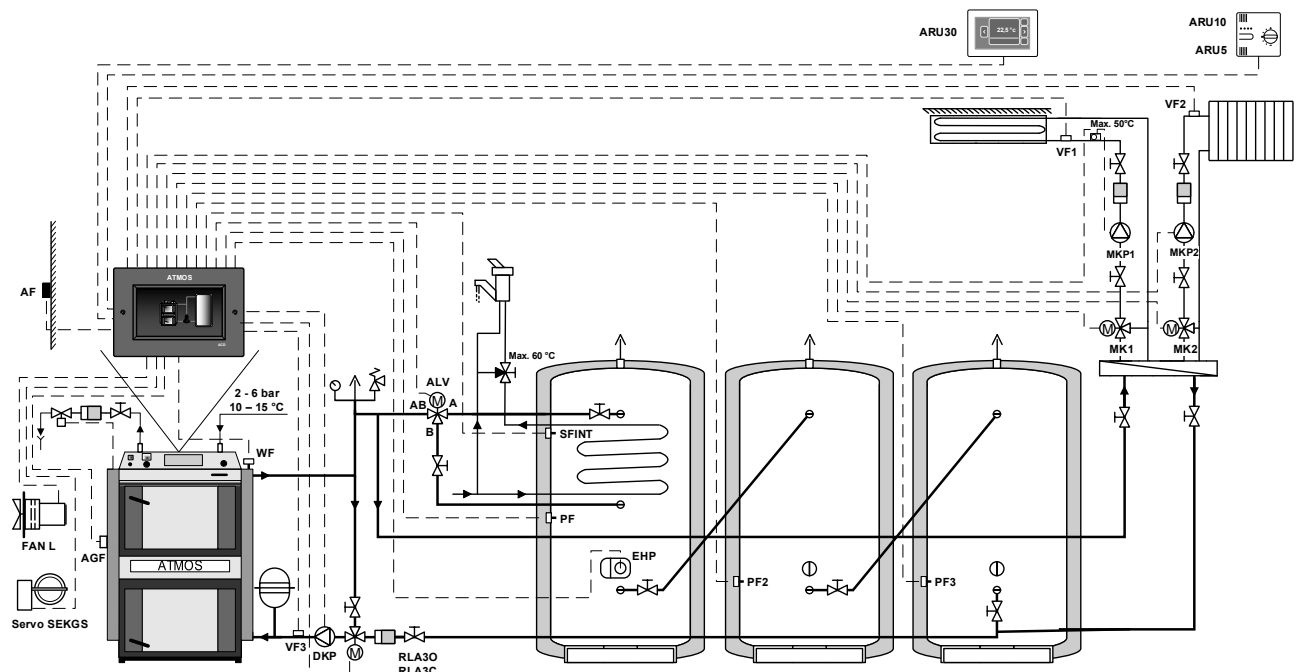 ARU30
22,5 °C
ARU10
ARU5
VF2
Max. 50°C
VF1
MKP1
MKP2
ATMOS
AF
ACD
Max. 60 °C
MK1
MK2
2 - 6 bar
10 – 15 °C
ALV
AB
A
B
M
M
M
SFINT
WF
FAN L
AGF
PF
EHP
PF2
PF3
ATMOS
Servo SEKGS
VF3
DKP
M
RLA3O
RLA3C